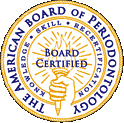 THE AMERICAN BOARD OF PERIODONTOLOGY
KNOWLEDGE • SKILL • RECERTIFICATION
BOARD
CERTIFIED